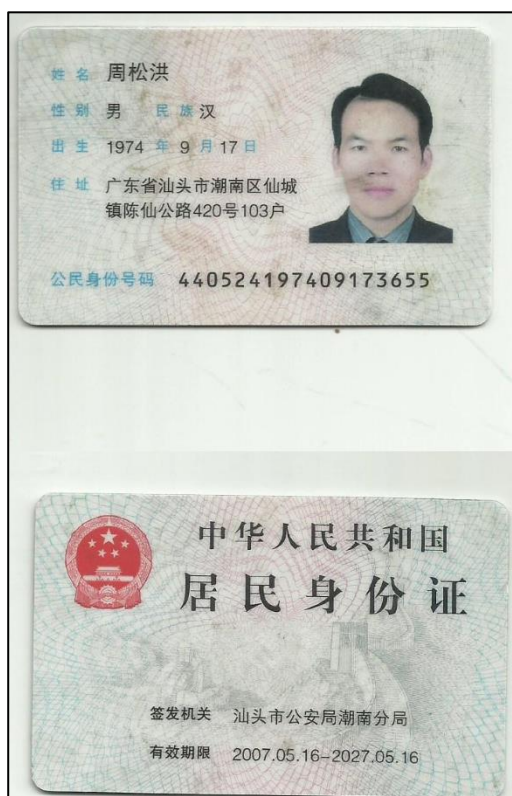 姓名 周松洪
性别 男 民族 汉
出生 1974 年 9 月 17 日
住址 广东省汕头市潮南区仙城
镇陈仙公路420号103户
公民身份号码 440524197409173655
中华人民共和国
居民身份证
签发机关 汕头市公安局潮南分局
有效期限 2007.05.16-2027.05.16